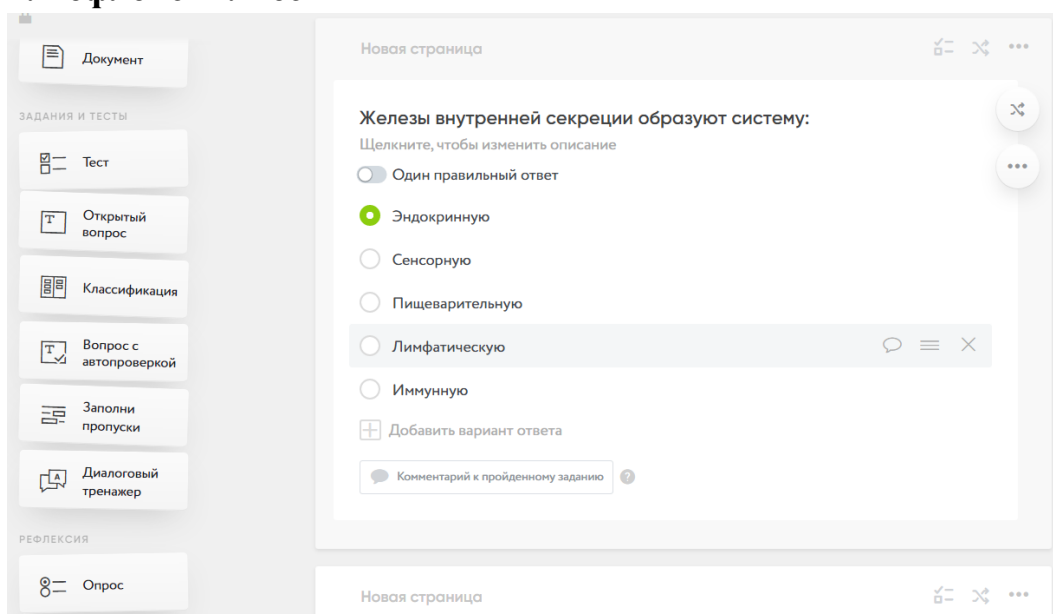 Документ
ЗАДАНИЯ И ТЕСТЫ
Тест
Открытый
вопрос
Классификация
Вопрос с
автопроверкой
Заполни
пропуски
Диалоговый
тренажер
РЕФЛЕКСИЯ
Опрос
Новая страница
Железы внутренней секреции образуют систему:
Щелкните, чтобы изменить описание
Один правильный ответ
Эндокринную
Сенсорную
Пищеварительную
Лимфатическую
Иммунную
Добавить вариант ответа
Комментарий к пройденному заданию ?
Новая страница